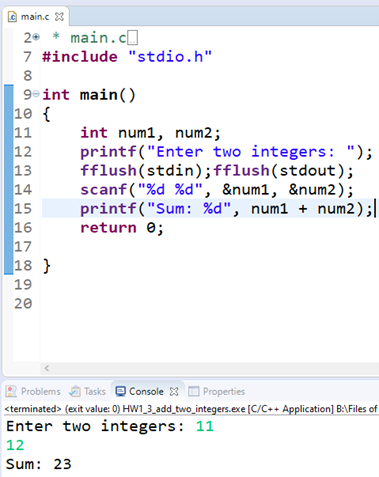 main.c
2 * main.c
7 #include "stdio.h"
8
9 int main()
10 {
11     int num1, num2;
12     printf("Enter two integers: ");
13     fflush(stdin);fflush(stdout);
14     scanf("%d %d", &num1, &num2);
15     printf("Sum: %d", num1 + num2);
16     return 0;
17
18 }
19
20
Problems Tasks Console Properties
<terminated> (exit value: 0) HW1_3_add_two_integers.exe [C/C++ Application] B:\Files of
Enter two integers: 11
12
Sum: 23